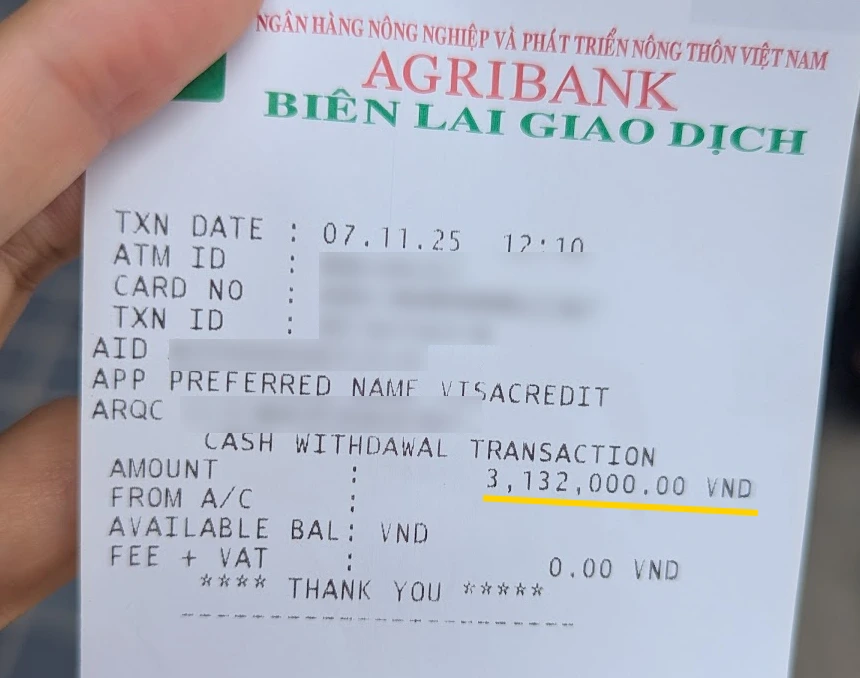 NGÂN HÀNG NÔNG NGHIỆP VÀ PHÁT TRIỂN NÔNG THÔN VIỆT NAM
AGRIBANK
BIÊN LAI GIAO DỊCH
TXN DATE : 07.11.25 12:10
ATM ID :
CARD NO :
TXN ID :
AID
APP PREFERRED NAME VISACREDIT
ARQC
CASH WITHDAWAL TRANSACTION
AMOUNT : 3,132,000.00 VND
FROM A/C :
AVAILABLE BAL: VND
FEE + VAT : 0.00 VND
**** THANK YOU *****